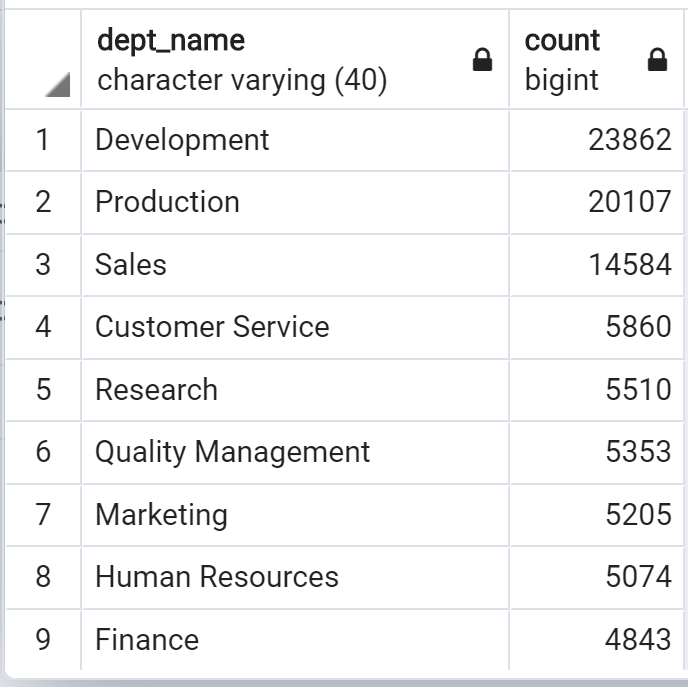 dept_name count
character varying (40) bigint
1 Development 23862
2 Production 20107
3 Sales 14584
4 Customer Service 5860
5 Research 5510
6 Quality Management 5353
7 Marketing 5205
8 Human Resources 5074
9 Finance 4843